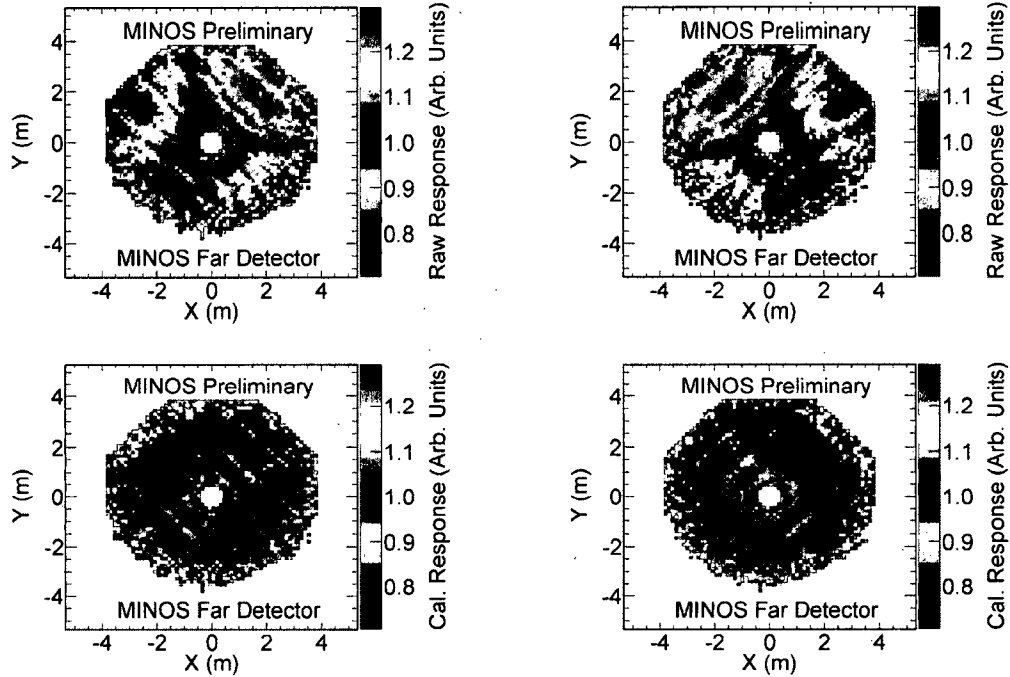 MINOS Preliminary
4
2
0
-2
-4
Y (m)
MINOS Far Detector
-4 -2 0 2 4
X (m)
1.2
1.1
1.0
0.9
0.8
Raw Response (Arb. Units)
MINOS Preliminary
4
2
0
-2
-4
Y (m)
MINOS Far Detector
-4 -2 0 2 4
X (m)
1.2
1.1
1.0
0.9
0.8
Raw Response (Arb. Units)
MINOS Preliminary
4
2
0
-2
-4
Y (m)
MINOS Far Detector
-4 -2 0 2 4
X (m)
1.2
1.1
1.0
0.9
0.8
Cal. Response (Arb. Units)
MINOS Preliminary
4
2
0
-2
-4
Y (m)
MINOS Far Detector
-4 -2 0 2 4
X (m)
1.2
1.1
1.0
0.9
0.8
Cal. Response (Arb. Units)